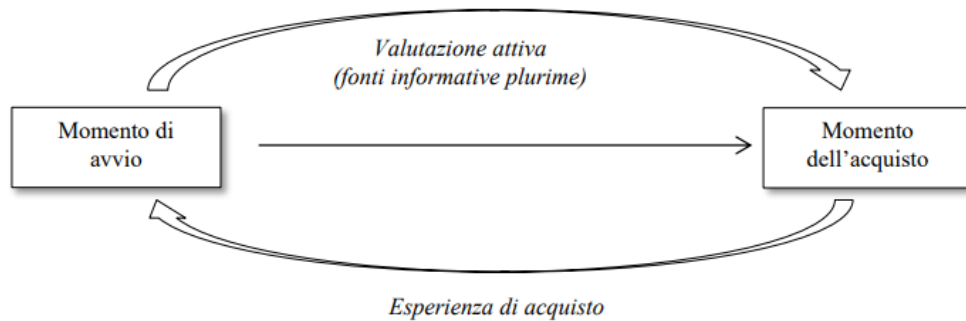 Valutazione attiva
(fonti informative plurime)
Momento di
avvio
Momento
dell’acquisto
Esperienza di acquisto